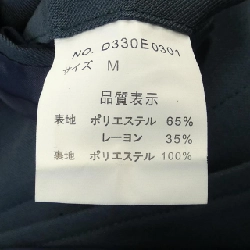 NO. D330E0301
サイズ M
品質表示
表地 ポリエステル 65%
レーヨン 35%
裏地 ポリエステル 100%